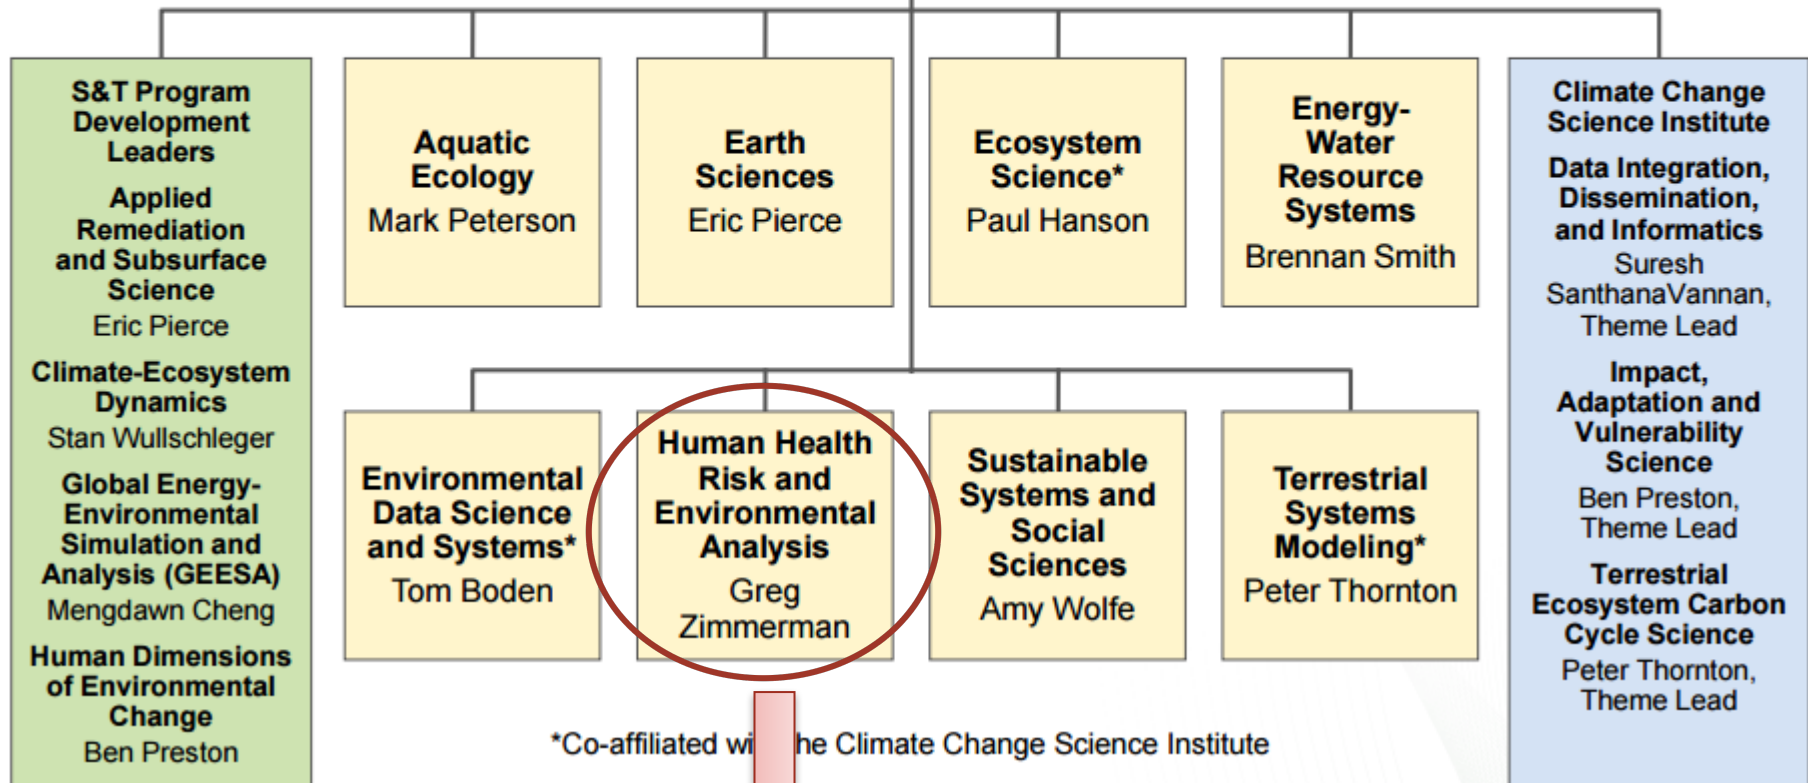 S&T Program
Development
Leaders
Applied
Remediation
and Subsurface
Science
Eric Pierce
Climate-Ecosystem
Dynamics
Stan Wullschleger
Global Energy-
Environmental
Simulation and
Analysis (GEESA)
Mengdawn Cheng
Human Dimensions
of Environmental
Change
Ben Preston
Aquatic
Ecology
Mark Peterson
Earth
Sciences
Eric Pierce
Ecosystem
Science*
Paul Hanson
Energy-
Water
Resource
Systems
Brennan Smith
Environmental
Data Science
and Systems*
Tom Boden
Human Health
Risk and
Environmental
Analysis
Greg
Zimmerman
Sustainable
Systems and
Social
Sciences
Amy Wolfe
Terrestrial
Systems
Modeling*
Peter Thornton
Climate Change
Science Institute
Data Integration,
Dissemination,
and Informatics
Suresh
SanthanaVannan,
Theme Lead
Impact,
Adaptation and
Vulnerability
Science
Ben Preston,
Theme Lead
Terrestrial
Ecosystem Carbon
Cycle Science
Peter Thornton,
Theme Lead
*Co-affiliated wi he Climate Change Science Institute